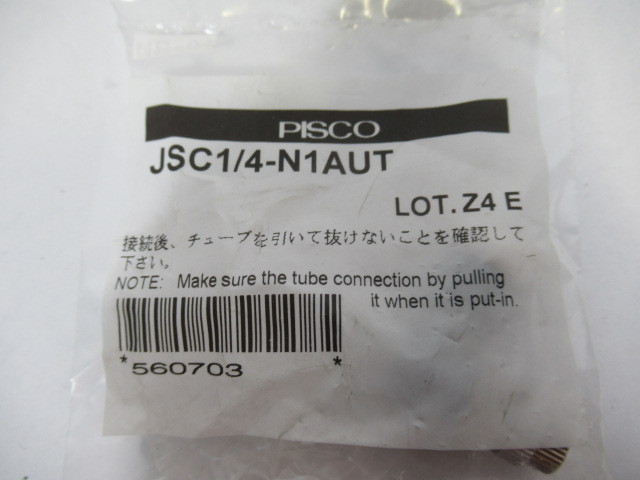 PISCO
JSC1/4-N1AUT
LOT. Z4 E
接続後、チューブを引いて抜けないことを確認して
下さい。
NOTE: Make sure the tube connection by pulling
it when it is put-in.
*560703*